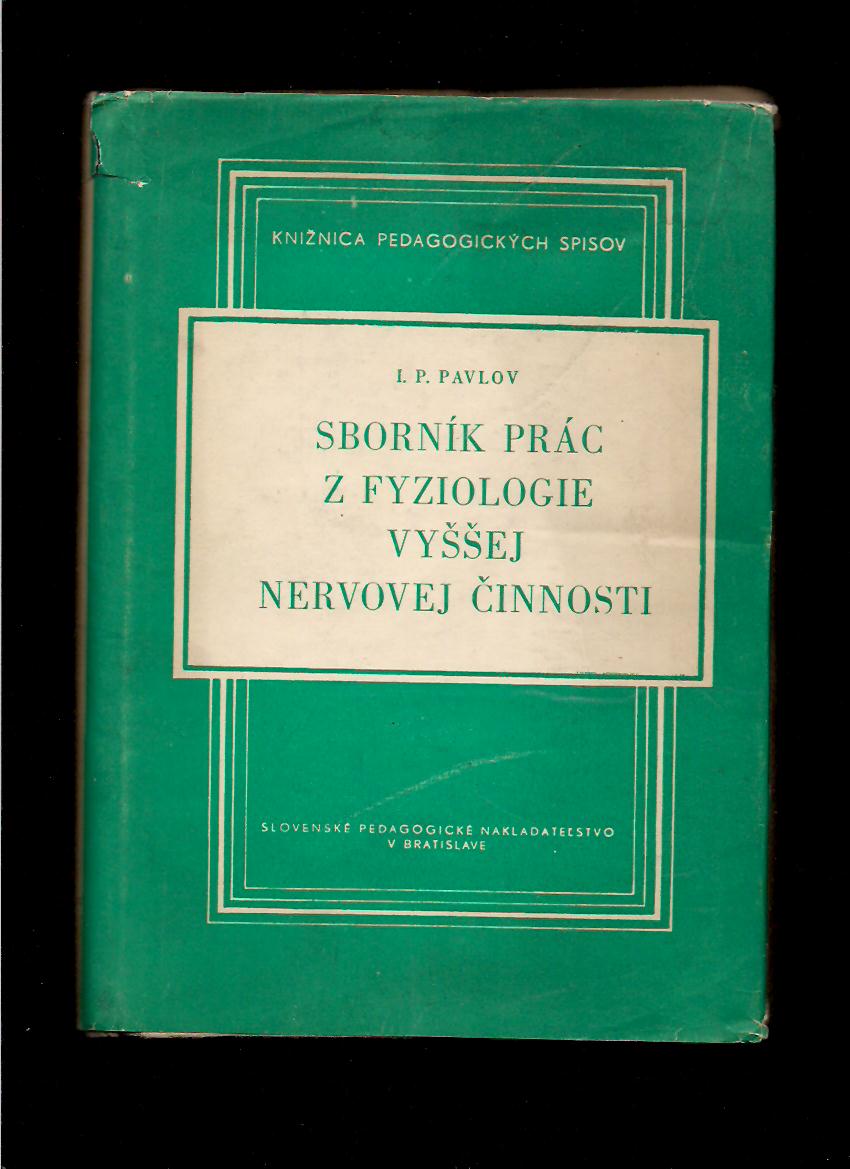 KNIŽNICA PEDAGOGICKÝCH SPISOV
I. P. PAVLOV
SBORNÍK PRÁC
Z FYZIOLOGIE
VYŠŠEJ
NERVOVEJ ČINNOSTI
SLOVENSKÉ PEDAGOGICKÉ NAKLADATEĽSTVO
V BRATISLAVE